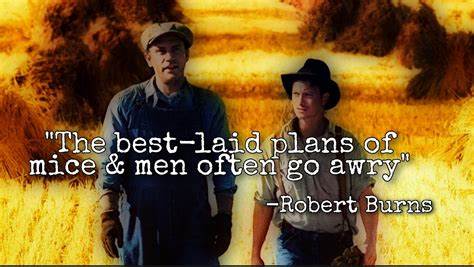 "The best-laid plans of
mice & men often go awry"
-Robert Burns